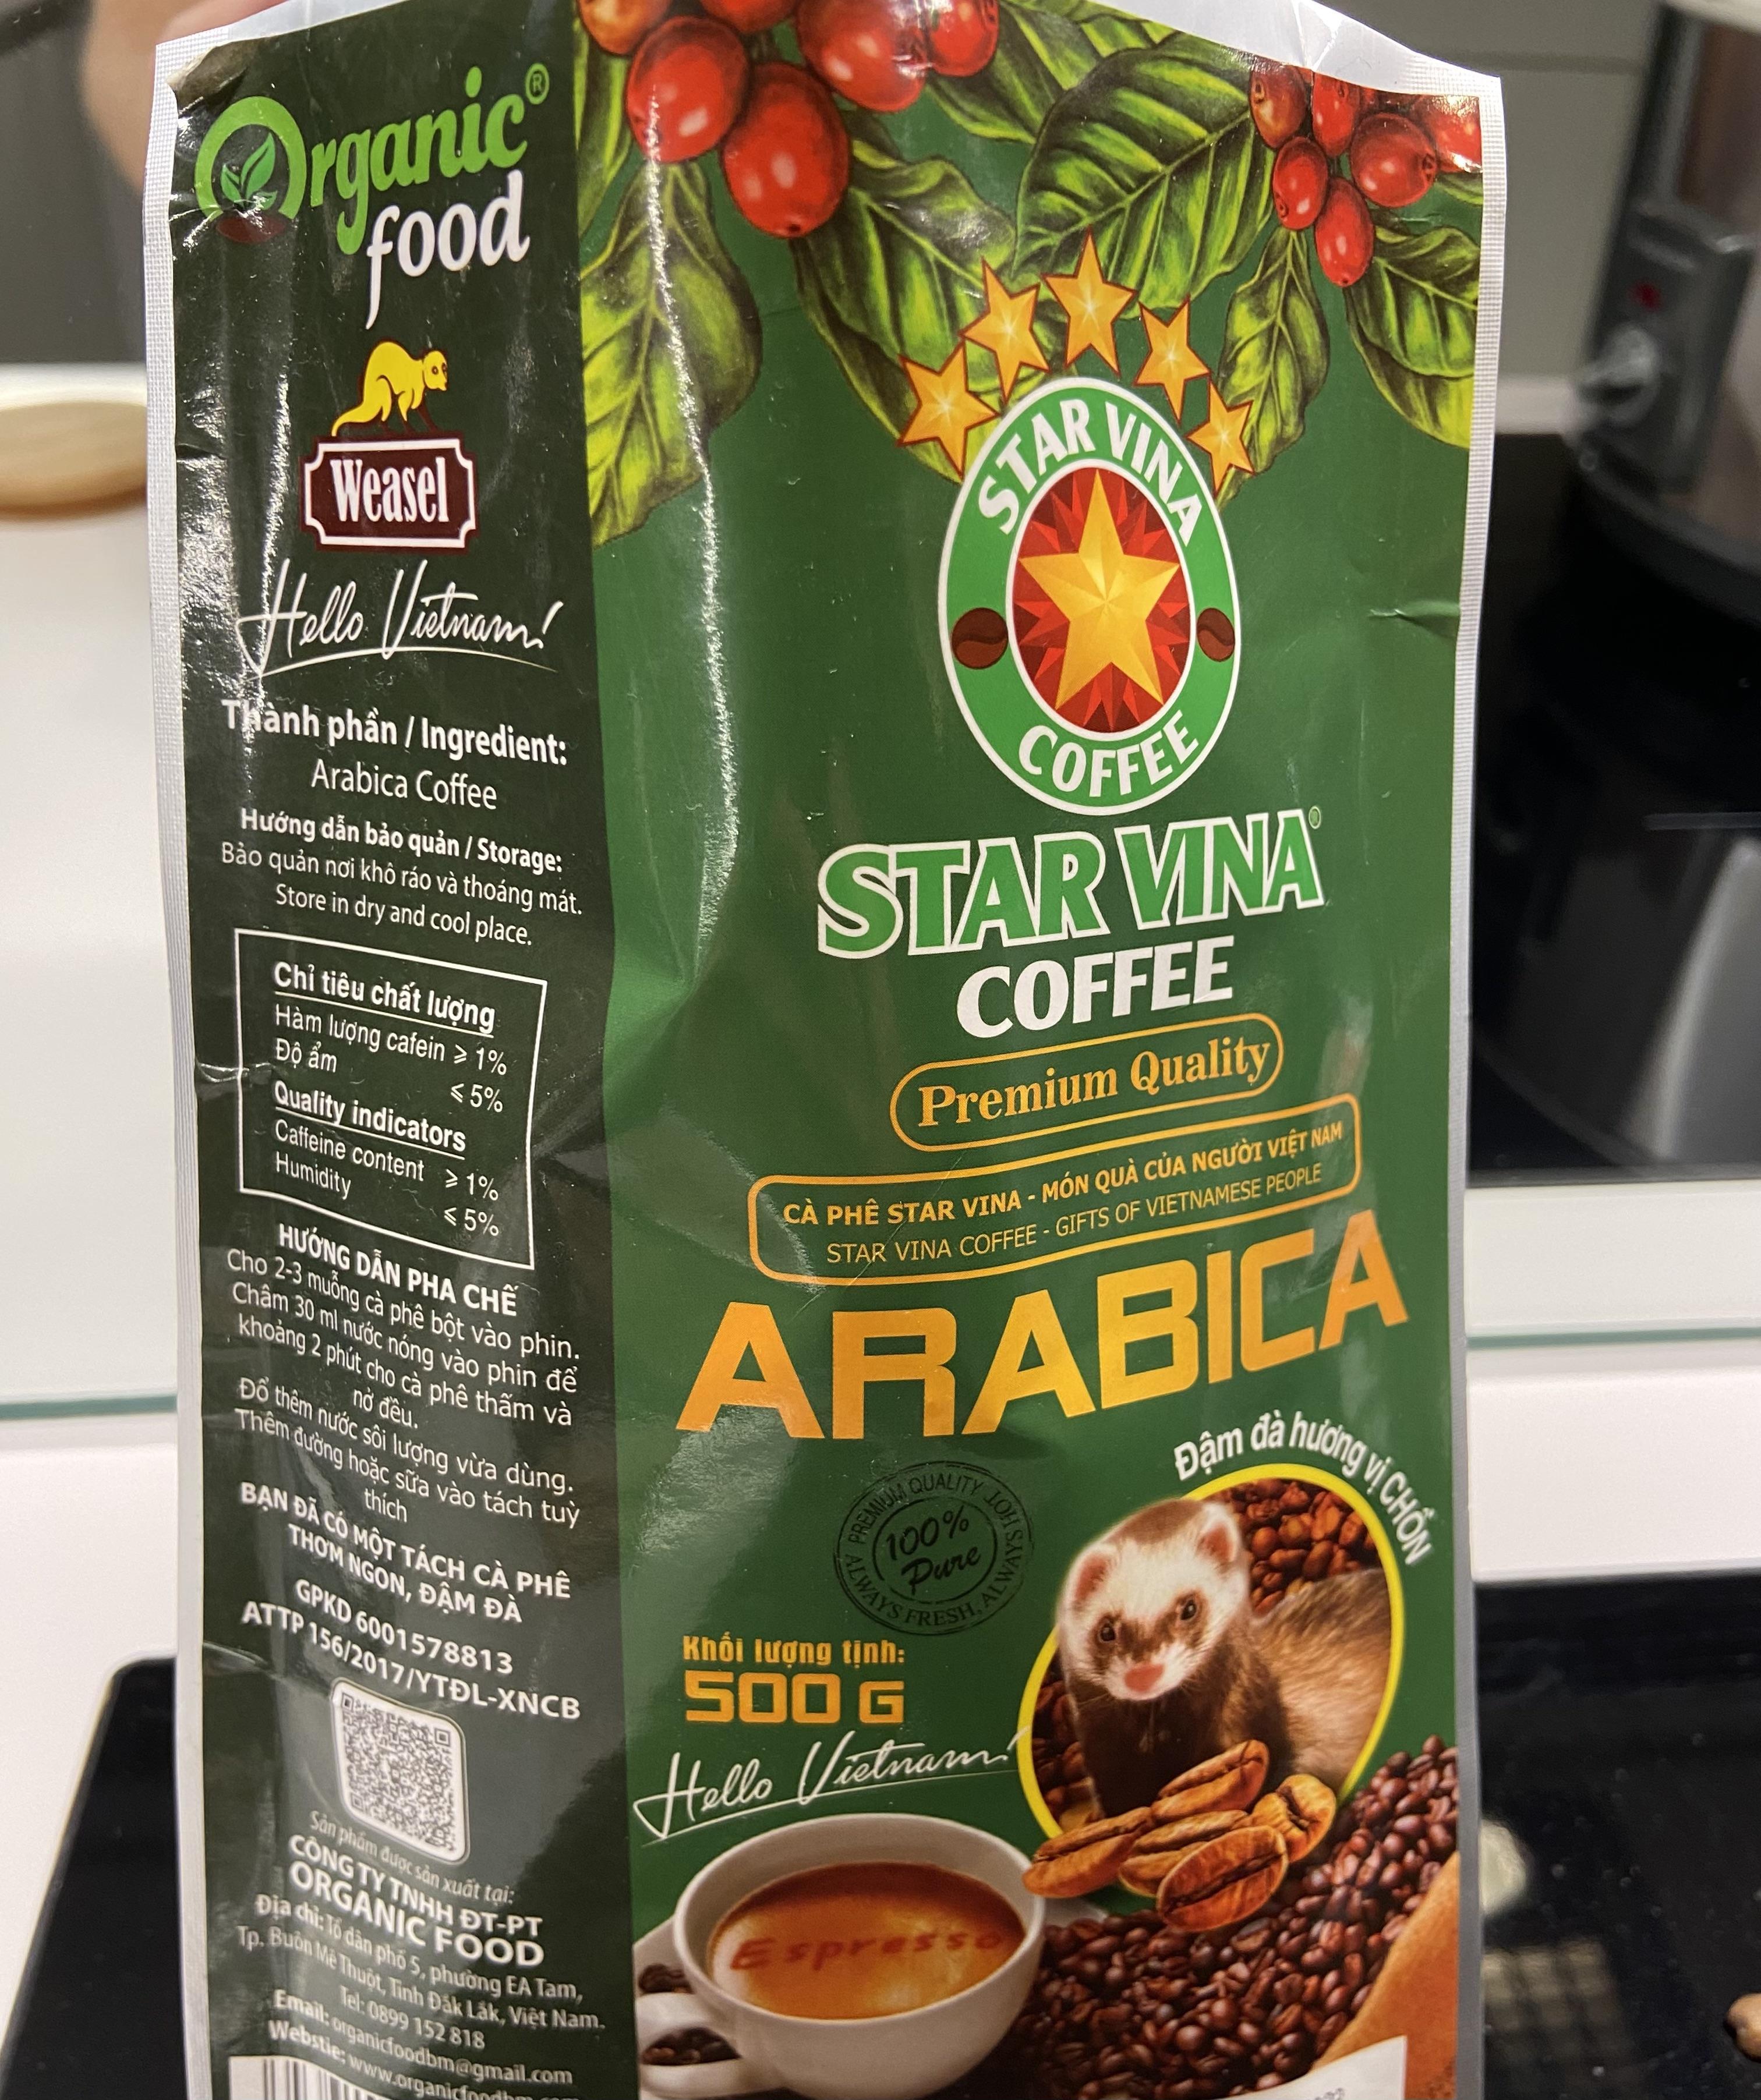 Organic®
food
Weasel
Hello Vietnam!
Thành phần / Ingredient:
Arabica Coffee
Hướng dẫn bảo quản / Storage:
Bảo quản nơi khô ráo và thoáng mát.
Store in dry and cool place.
Chỉ tiêu chất lượng
Hàm lượng cafein ⩾ 1%
Độ ẩm ⩽ 5%
Quality indicators
Caffeine content ⩾ 1%
Humidity ⩽ 5%
HƯỚNG DẪN PHA CHẾ
Cho 2-3 muỗng cà phê bột vào phin.
Châm 30 ml nước nóng vào phin để
khoảng 2 phút cho cà phê thấm và
nở đều.
Đổ thêm nước sôi lượng vừa dùng.
Thêm đường hoặc sữa vào tách tuỳ
thích
BẠN ĐÃ CÓ MỘT TÁCH CÀ PHÊ
THƠM NGON, ĐẬM ĐÀ
GPKD 6001578813
ATTP 156/2017/YTĐL-XNCB
Sản phẩm được sản xuất tại:
CÔNG TY TNHH ĐT-PT
ORGANIC FOOD
Địa chỉ: Tổ dân phố 5, phường EA Tam,
Tp. Buôn Mê Thuột, Tỉnh Đăk Lăk, Việt Nam.
Tel: 0899 152 818
Email: organicfoodbm@gmail.com
Webstie: www.organicfoodbm.com
STAR VINA
COFFEE
STAR VINA®
COFFEE
Premium Quality
CÀ PHÊ STAR VINA - MÓN QUÀ CỦA NGƯỜI VIỆT NAM
STAR VINA COFFEE - GIFTS OF VIETNAMESE PEOPLE
ARABICA
Đậm đà hương vị CHỒN
PREMIUM QUALITY
100%
Pure
ALWAYS FRESH, ALWAYS HOT
Khối lượng tịnh:
500 G
Hello Vietnam!
Espresso